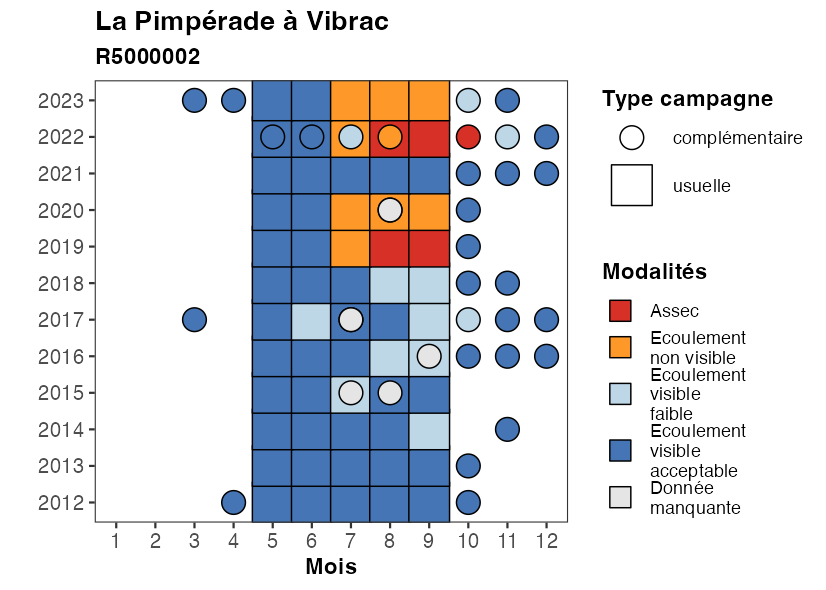 La Pimpérade à Vibrac
R5000002
2023
2022
2021
2020
2019
2018
2017
2016
2015
2014
2013
2012
1 2 3 4 5 6 7 8 9 10 11 12
Mois
Type campagne
complémentaire
usuelle
Modalités
Assec
Ecoulement
non visible
Ecoulement
visible
faible
Ecoulement
visible
acceptable
Donnée
manquante